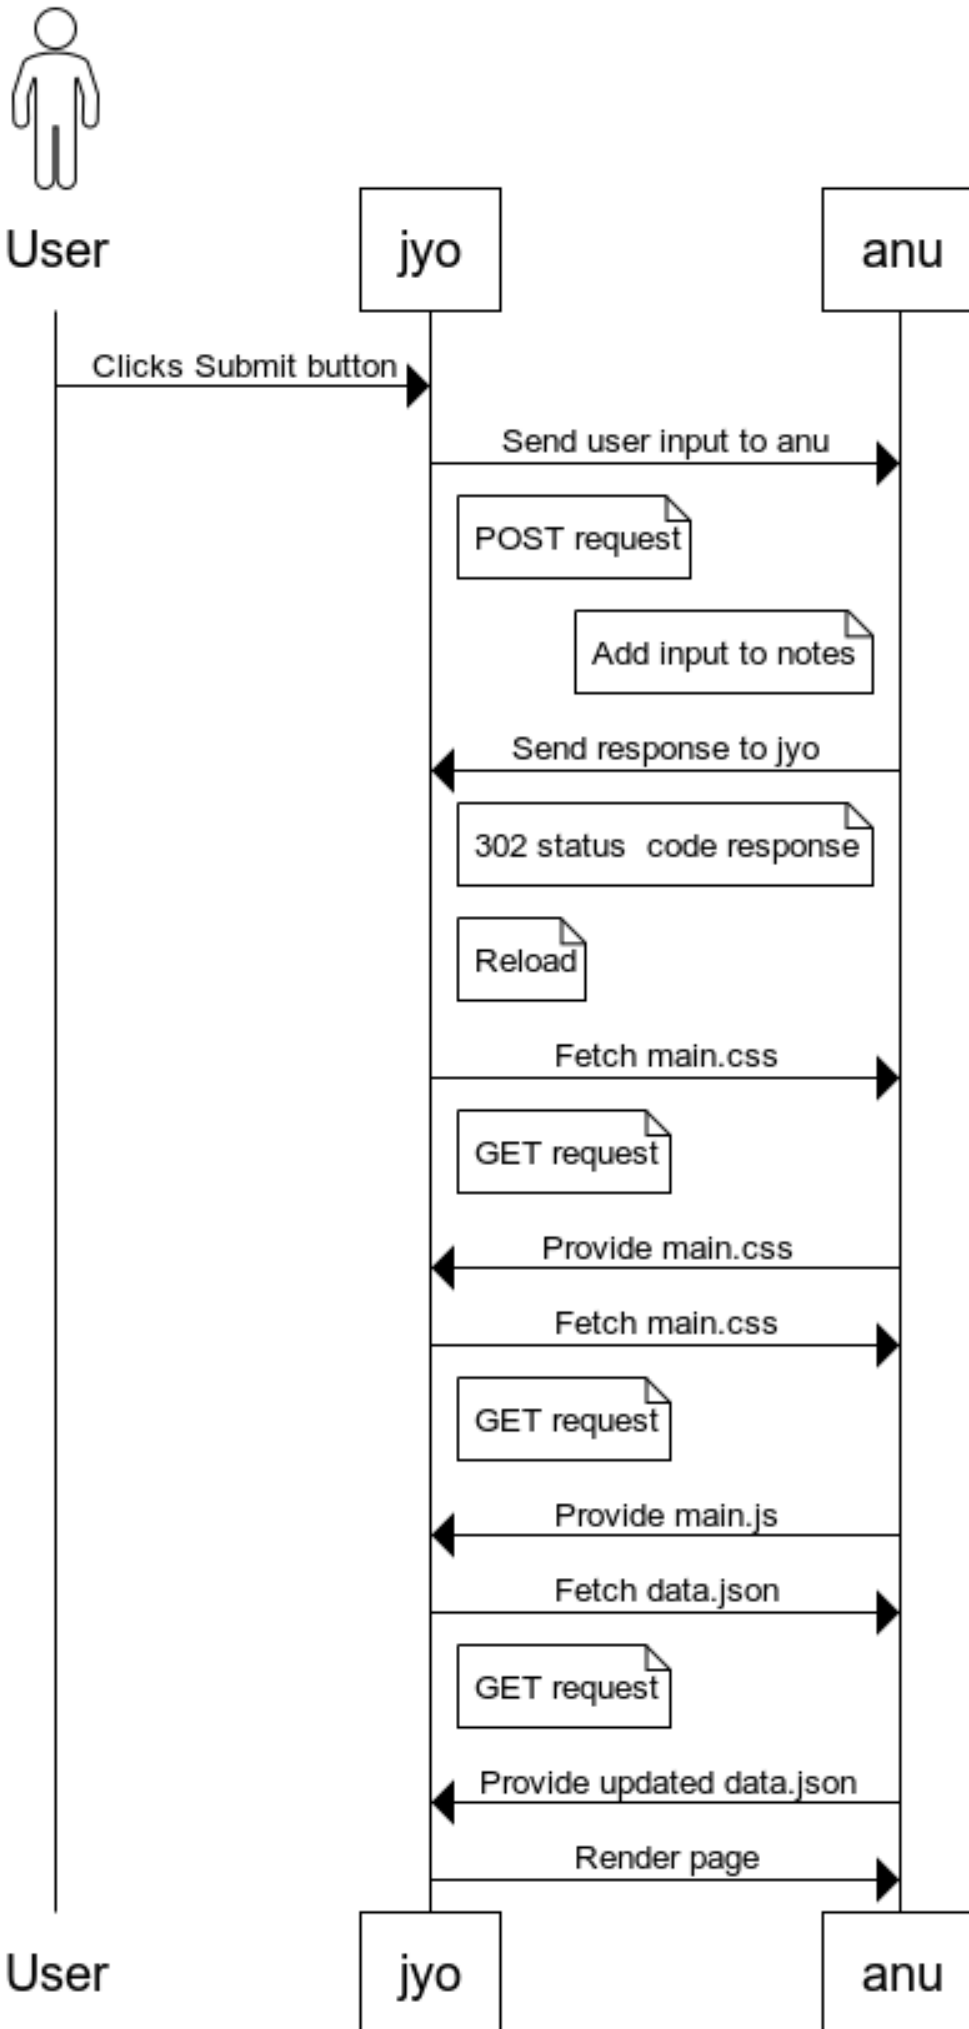 User
jyo
anu
Clicks Submit button
Send user input to anu
POST request
Add input to notes
Send response to jyo
302 status  code response
Reload
Fetch main.css
GET request
Provide main.css
Fetch main.css
GET request
Provide main.js
Fetch data.json
GET request
Provide updated data.json
Render page
User
jyo
anu